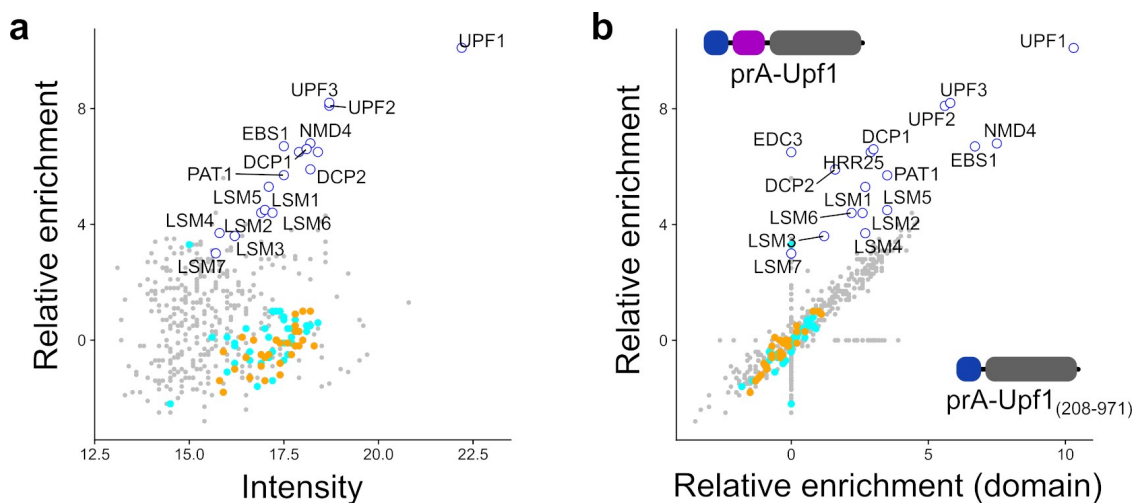 a
Relative enrichment
8
4
0
12.5
15.0
17.5
20.0
22.5
Intensity
UPF1
UPF3
UPF2
EBS1
NMD4
DCP1
PAT1
DCP2
LSM5
LSM1
LSM4
LSM2
LSM6
LSM3
LSM7
b
Relative enrichment
8
4
0
0
5
10
Relative enrichment (domain)
prA-Upf1
UPF1
UPF3
UPF2
EDC3
DCP1
NMD4
HRR25
EBS1
DCP2
PAT1
LSM1
LSM5
LSM6
LSM2
LSM3
LSM4
LSM7
prA-Upf1(208-971)